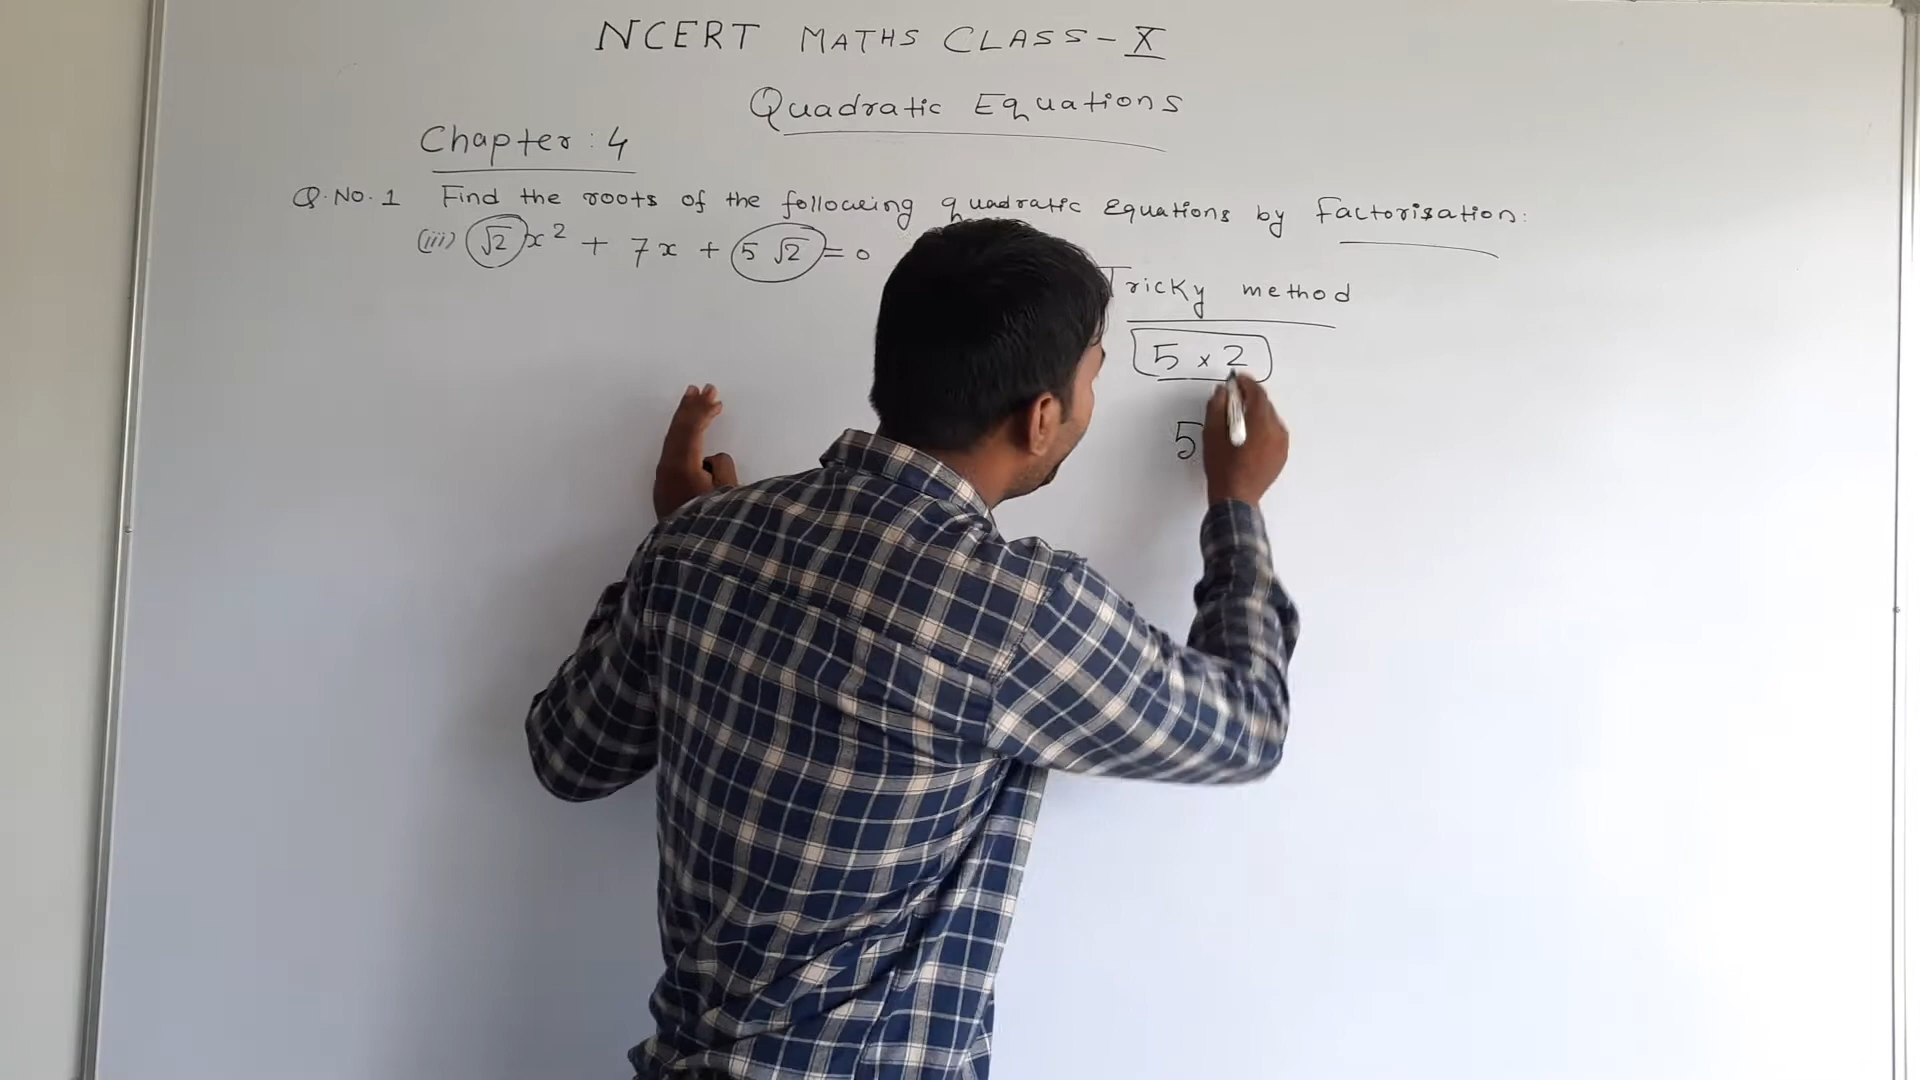 NCERT MATHS CLASS - X
Quadratic Equations
Chapter : 4
Q. No. 1 Find the roots of the following quadratic Equations by factorisation:
(iii) √2 x² + 7x + 5 √2 = 0
Tricky method
5 × 2
5